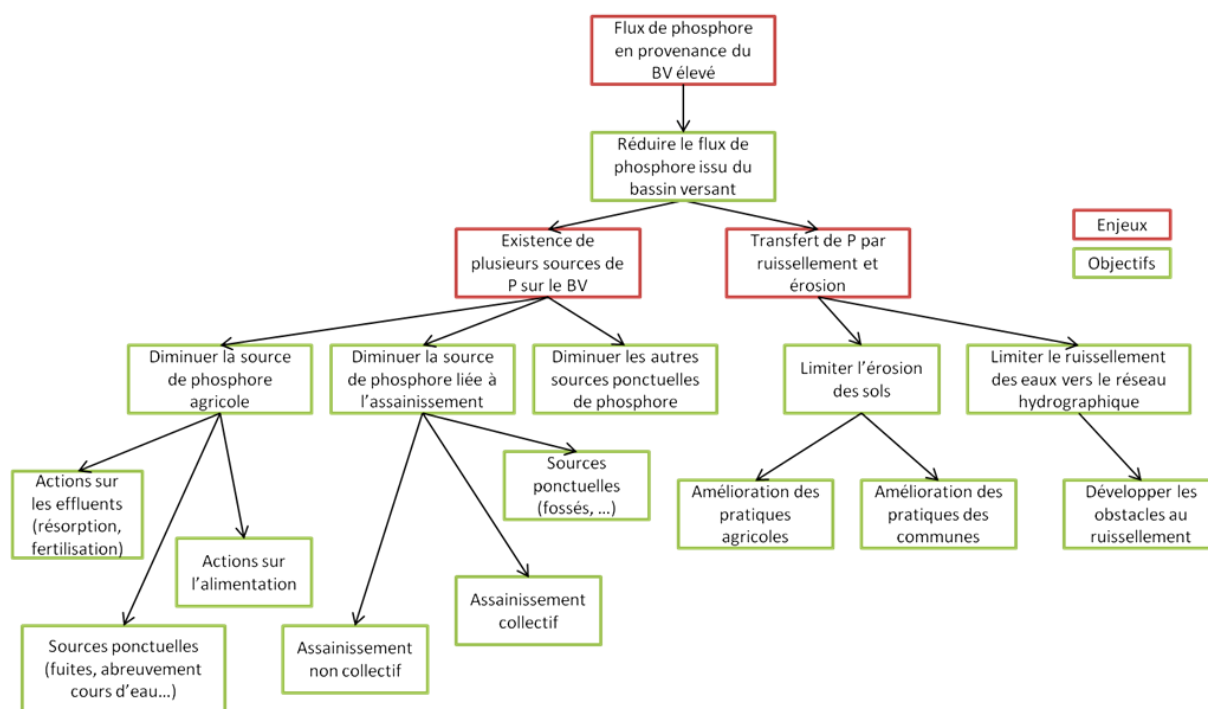 Flux de phosphore
en provenance du
BV élevé
Réduire le flux de
phosphore issu du
bassin versant
Existence de
plusieurs sources de
P sur le BV
Transfert de P par
ruissellement et
érosion
Enjeux
Objectifs
Diminuer la source
de phosphore
agricole
Diminuer la source
de phosphore liée à
l'assainissement
Diminuer les autres
sources ponctuelles
de phosphore
Limiter l'érosion
des sols
Limiter le ruissellement
des eaux vers le réseau
hydrographique
Actions sur
les effluents
(résorption,
fertilisation)
Actions sur
l'alimentation
Sources ponctuelles
(fuites, abreuvement
cours d'eau...)
Assainissement
non collectif
Assainissement
collectif
Sources
ponctuelles
(fossés, ...)
Amélioration des
pratiques
agricoles
Amélioration des
pratiques des
communes
Développer les
obstacles au
ruissellement